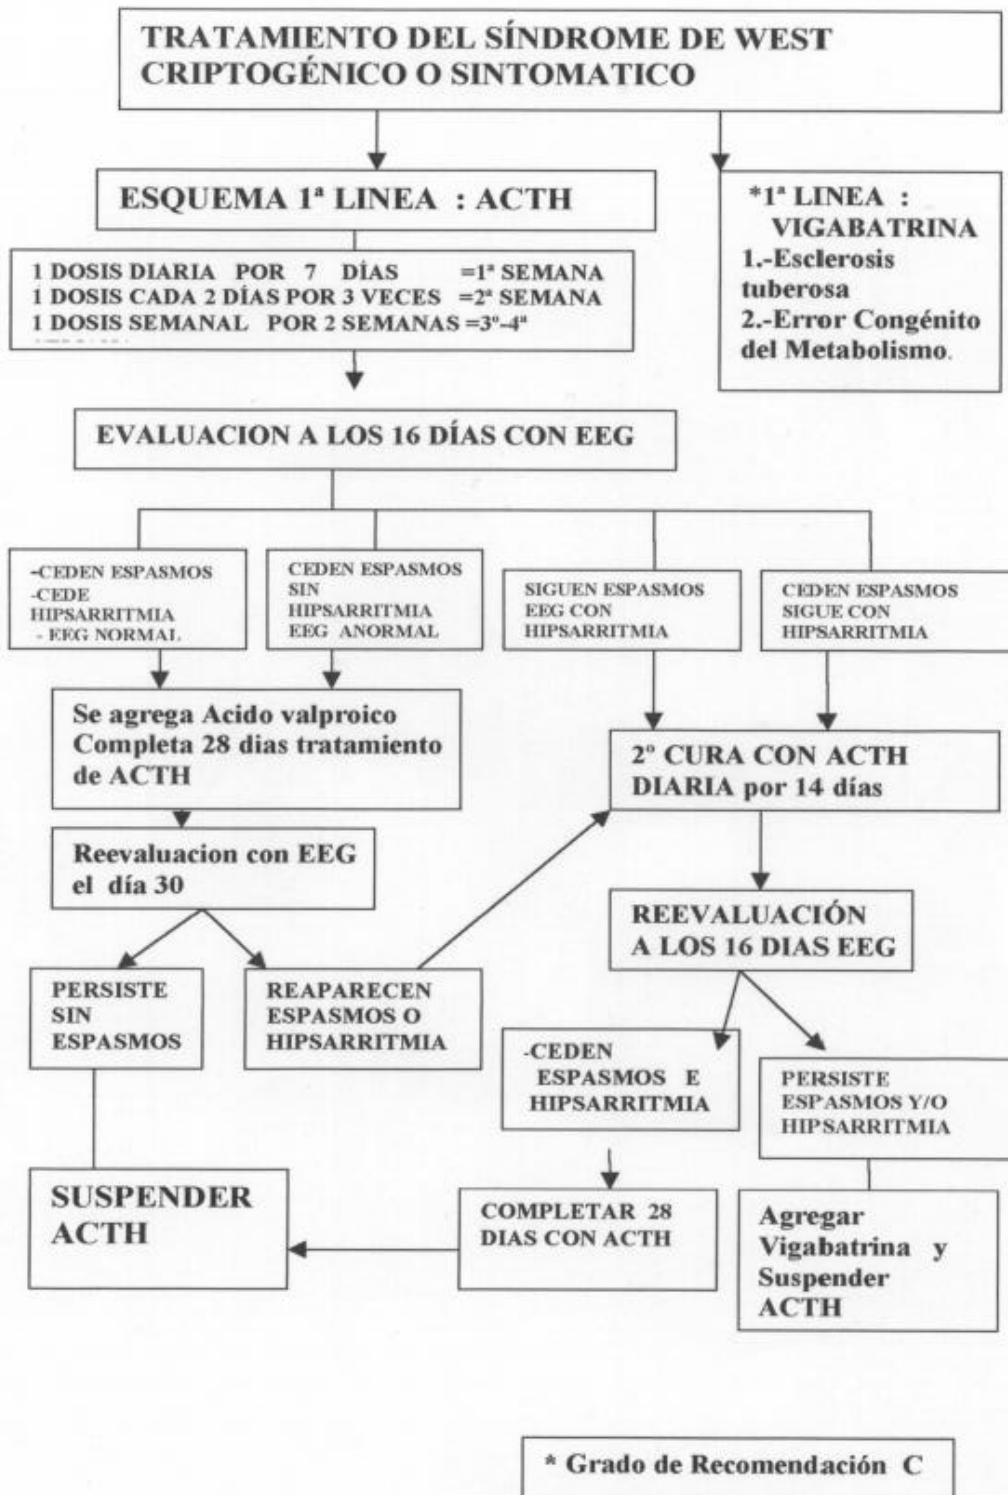 TRATAMIENTO DEL SÍNDROME DE WEST
CRIPTOGÉNICO O SINTOMATICO
ESQUEMA 1ª LINEA : ACTH
*1ª LINEA :
VIGABATRINA
1.-Esclerosis
tuberosa
2.-Error Congénito
del Metabolismo.
1 DOSIS DIARIA POR 7 DÍAS =1ª SEMANA
1 DOSIS CADA 2 DÍAS POR 3 VECES =2ª SEMANA
1 DOSIS SEMANAL POR 2 SEMANAS =3º-4ª
EVALUACION A LOS 16 DÍAS CON EEG
-CEDEN ESPASMOS
-CEDE
HIPSARRITMIA
- EEG NORMAL
CEDEN ESPASMOS
SIN
HIPSARRITMIA
EEG ANORMAL
SIGUEN ESPASMOS
EEG CON
HIPSARRITMIA
CEDEN ESPASMOS
SIGUE CON
HIPSARRITMIA
Se agrega Acido valproico
Completa 28 dias tratamiento
de ACTH
2º CURA CON ACTH
DIARIA por 14 días
Reevaluacion con EEG
el día 30
REEVALUACIÓN
A LOS 16 DIAS EEG
PERSISTE
SIN
ESPASMOS
REAPARECEN
ESPASMOS O
HIPSARRITMIA
-CEDEN
ESPASMOS E
HIPSARRITMIA
PERSISTE
ESPASMOS Y/O
HIPSARRITMIA
SUSPENDER
ACTH
COMPLETAR 28
DIAS CON ACTH
Agregar
Vigabatrina y
Suspender
ACTH
* Grado de Recomendación C